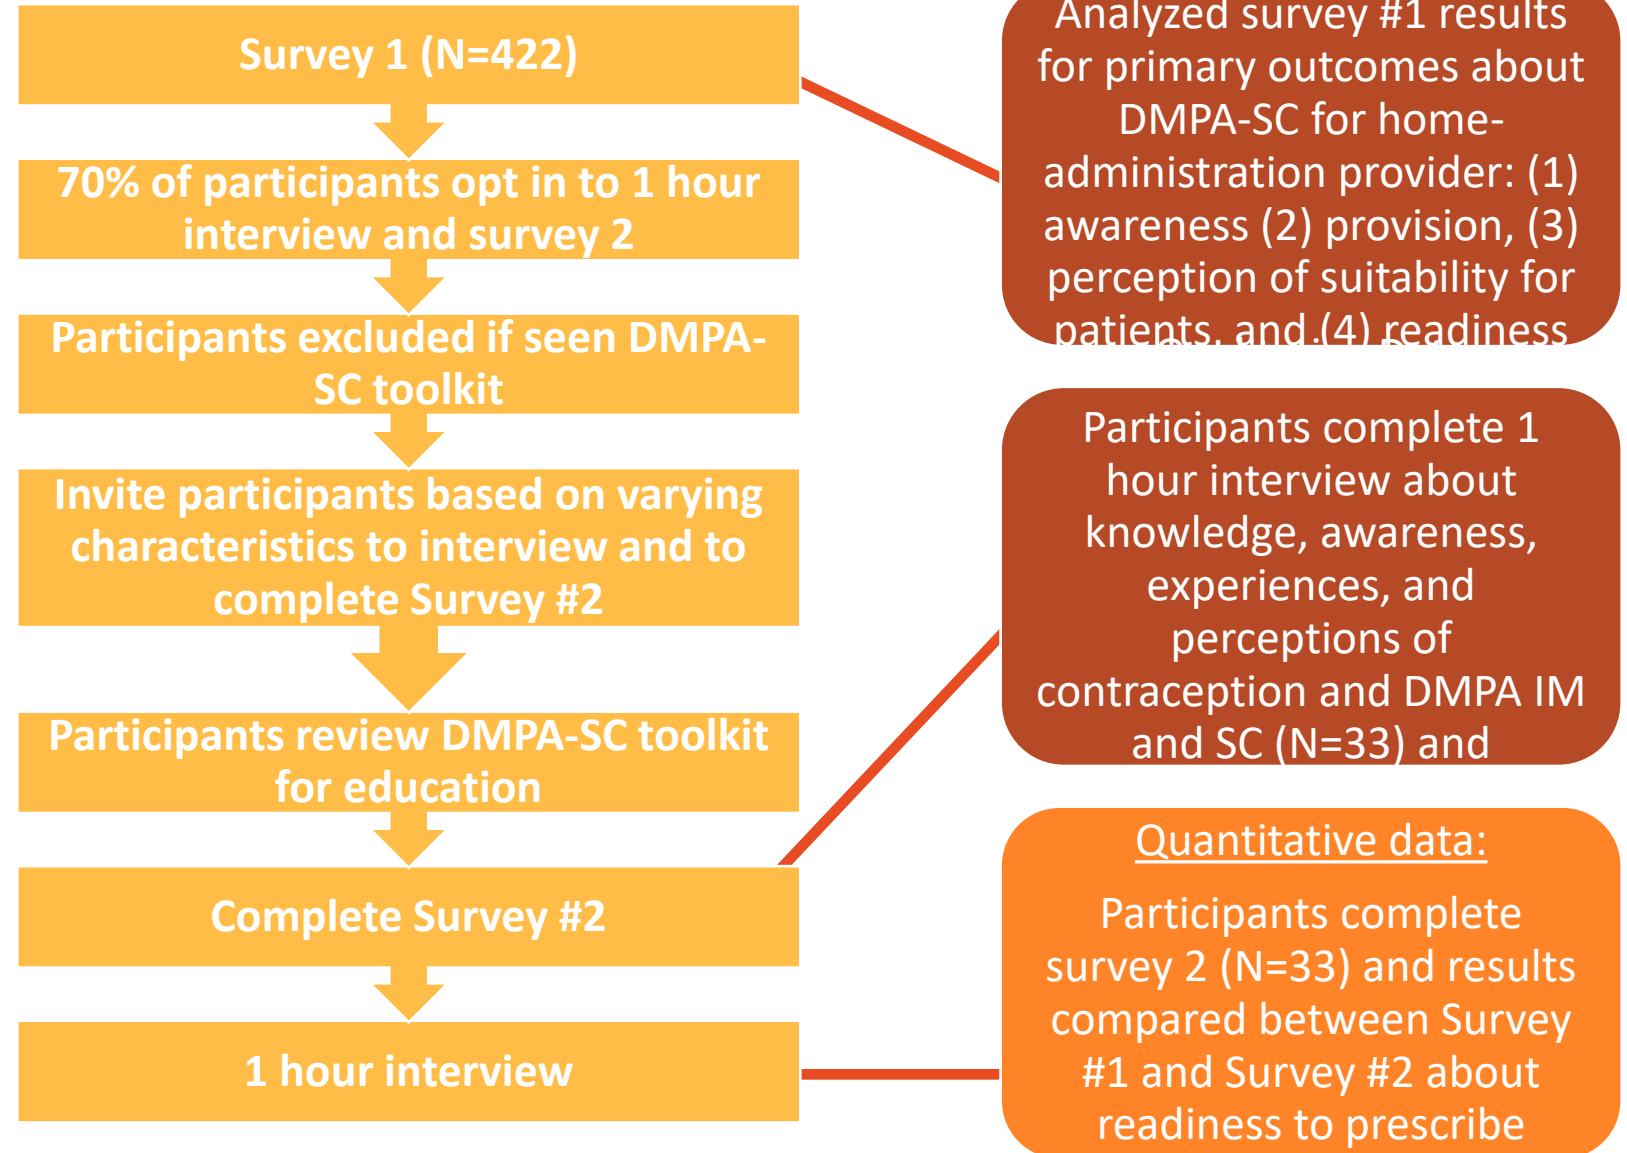 Survey 1 (N=422)
70% of participants opt in to 1 hour
interview and survey 2
Participants excluded if seen DMPA-
SC toolkit
Invite participants based on varying
characteristics to interview and to
complete Survey #2
Participants review DMPA-SC toolkit
for education
Complete Survey #2
1 hour interview
Analyzed survey #1 results
for primary outcomes about
DMPA-SC for home-
administration provider: (1)
awareness (2) provision, (3)
perception of suitability for
patients, and (4) readiness
Participants complete 1
hour interview about
knowledge, awareness,
experiences, and
perceptions of
contraception and DMPA IM
and SC (N=33) and
Quantitative data:
Participants complete
survey 2 (N=33) and results
compared between Survey
#1 and Survey #2 about
readiness to prescribe